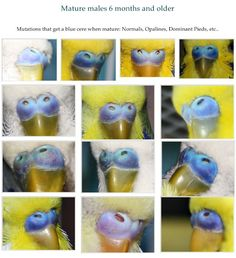 Mature males 6 months and older
Mutations that get a blue cere when mature: Normals, Opalines, Dominant Pieds, etc..